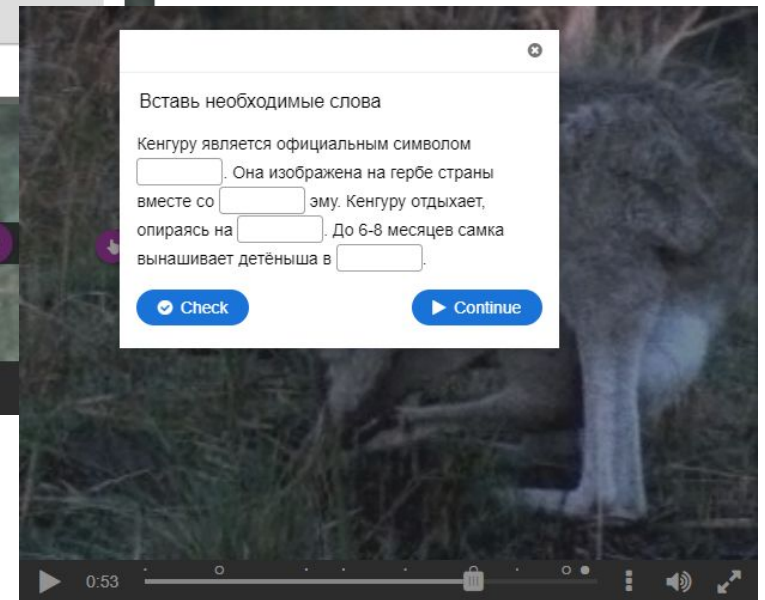 Вставь необходимые слова
Кенгуру является официальным символом
. Она изображена на гербе страны
вместе со эму. Кенгуру отдыхает,
опираясь на . До 6-8 месяцев самка
вынашивает детёныша в .
Check Continue
0:53